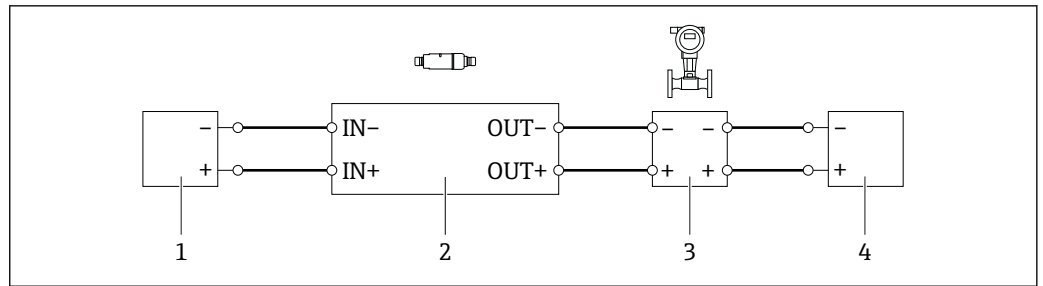 − IN− OUT− − − −
+ IN+ OUT+ + + +
1 2 3 4